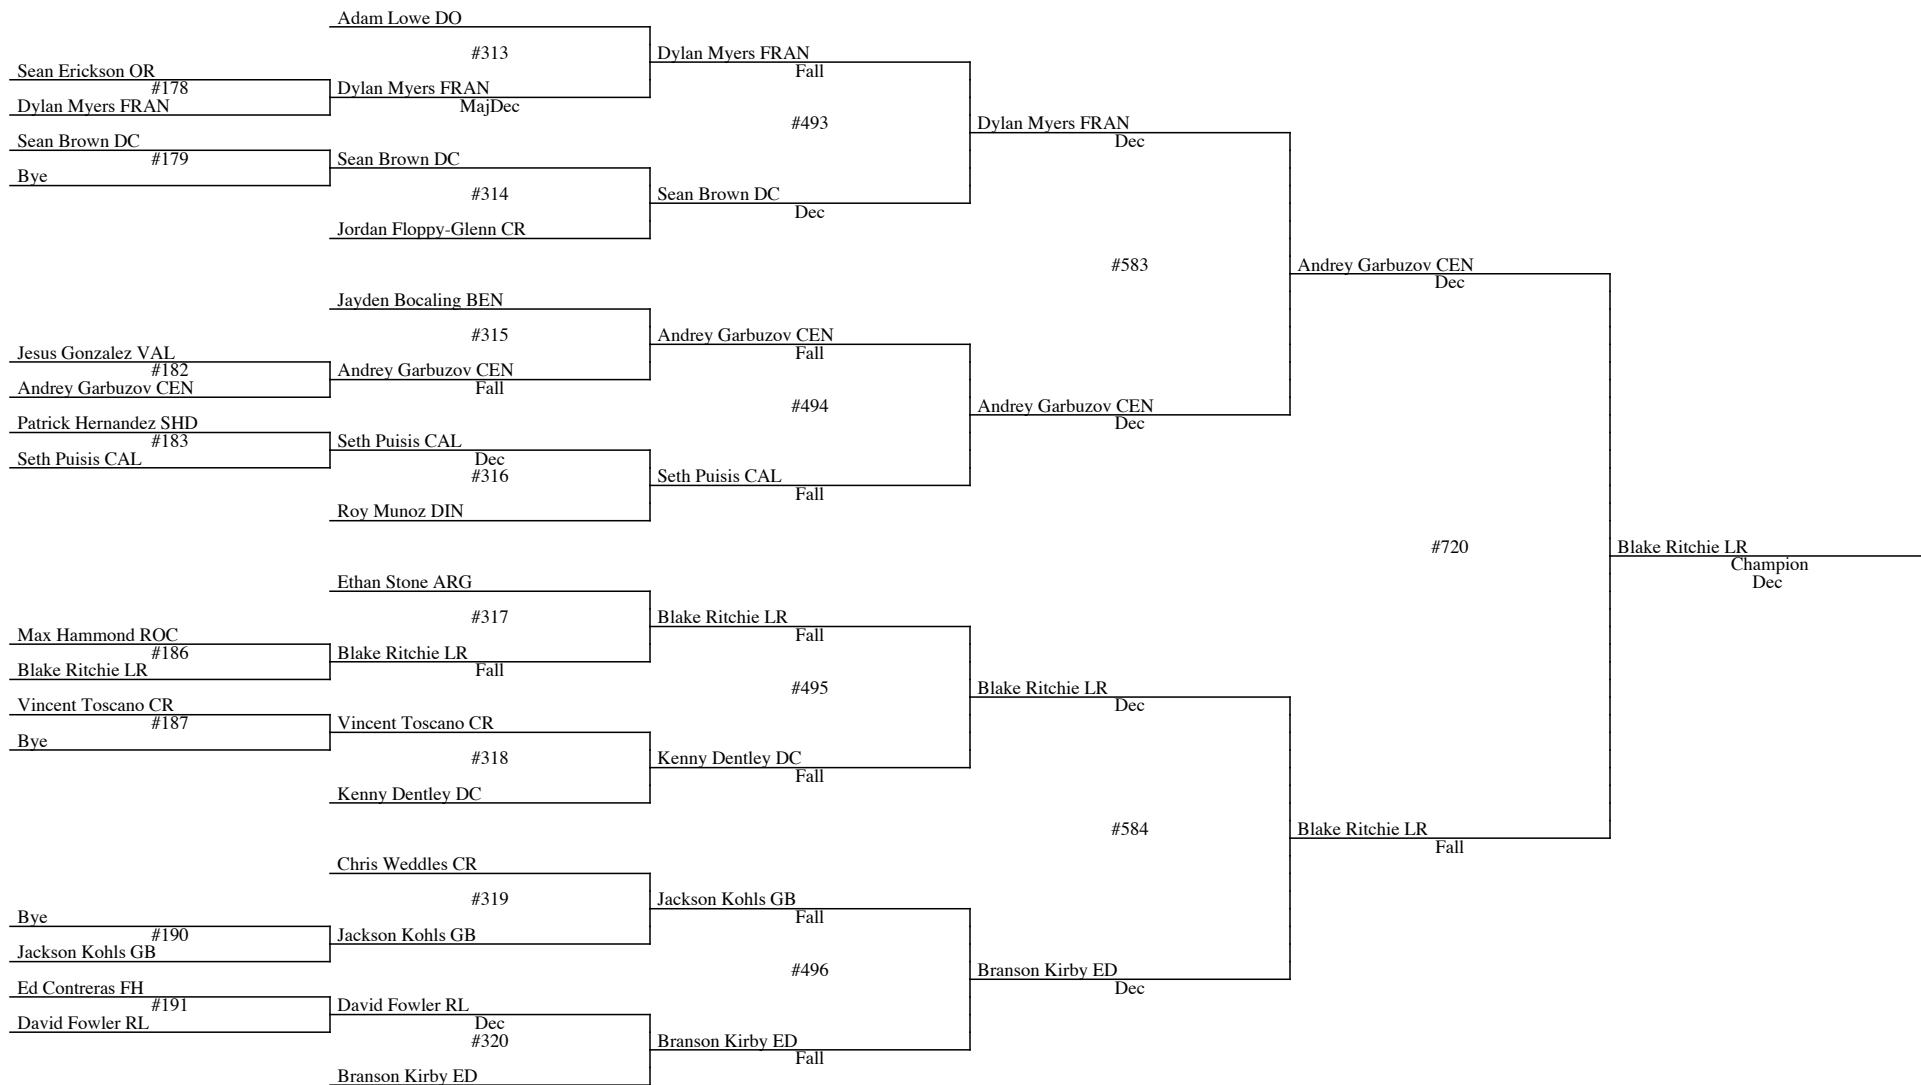 Adam Lowe DO
#313
Dylan Myers FRAN
Fall
Sean Erickson OR
#178
Dylan Myers FRAN
Dylan Myers FRAN
MajDec
#493
Dylan Myers FRAN
Dec
Sean Brown DC
#179
Bye
Sean Brown DC
#314
Sean Brown DC
Dec
Jordan Floppy-Glenn CR
#583
Andrey Garbuzov CEN
Dec
Jayden Bocaling BEN
#315
Andrey Garbuzov CEN
Fall
Jesus Gonzalez VAL
#182
Andrey Garbuzov CEN
Andrey Garbuzov CEN
Fall
#494
Andrey Garbuzov CEN
Dec
Patrick Hernandez SHD
#183
Seth Puisis CAL
Seth Puisis CAL
Dec
#316
Seth Puisis CAL
Fall
Roy Munoz DIN
#720
Blake Ritchie LR
Champion
Dec
Ethan Stone ARG
#317
Blake Ritchie LR
Fall
Max Hammond ROC
#186
Blake Ritchie LR
Blake Ritchie LR
Fall
#495
Blake Ritchie LR
Dec
Vincent Toscano CR
#187
Bye
Vincent Toscano CR
#318
Kenny Dentley DC
Fall
Kenny Dentley DC
#584
Blake Ritchie LR
Fall
Chris Weddles CR
#319
Jackson Kohls GB
Fall
Bye
#190
Jackson Kohls GB
Jackson Kohls GB
#496
Branson Kirby ED
Dec
Ed Contreras FH
#191
David Fowler RL
David Fowler RL
Dec
#320
Branson Kirby ED
Fall
Branson Kirby ED